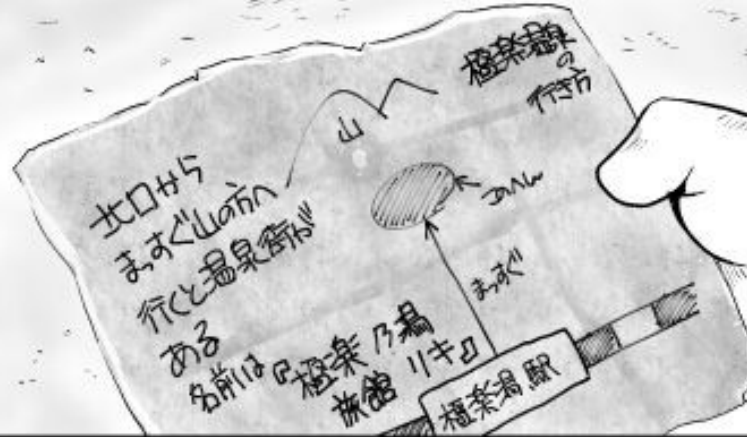 極楽温泉
の
行き方
山
北口から
まっすぐ山の方へ
行くと温泉街が
ある
名前は『極楽乃湯
旅館 リキ』
このへん
まっすぐ
極楽湯駅